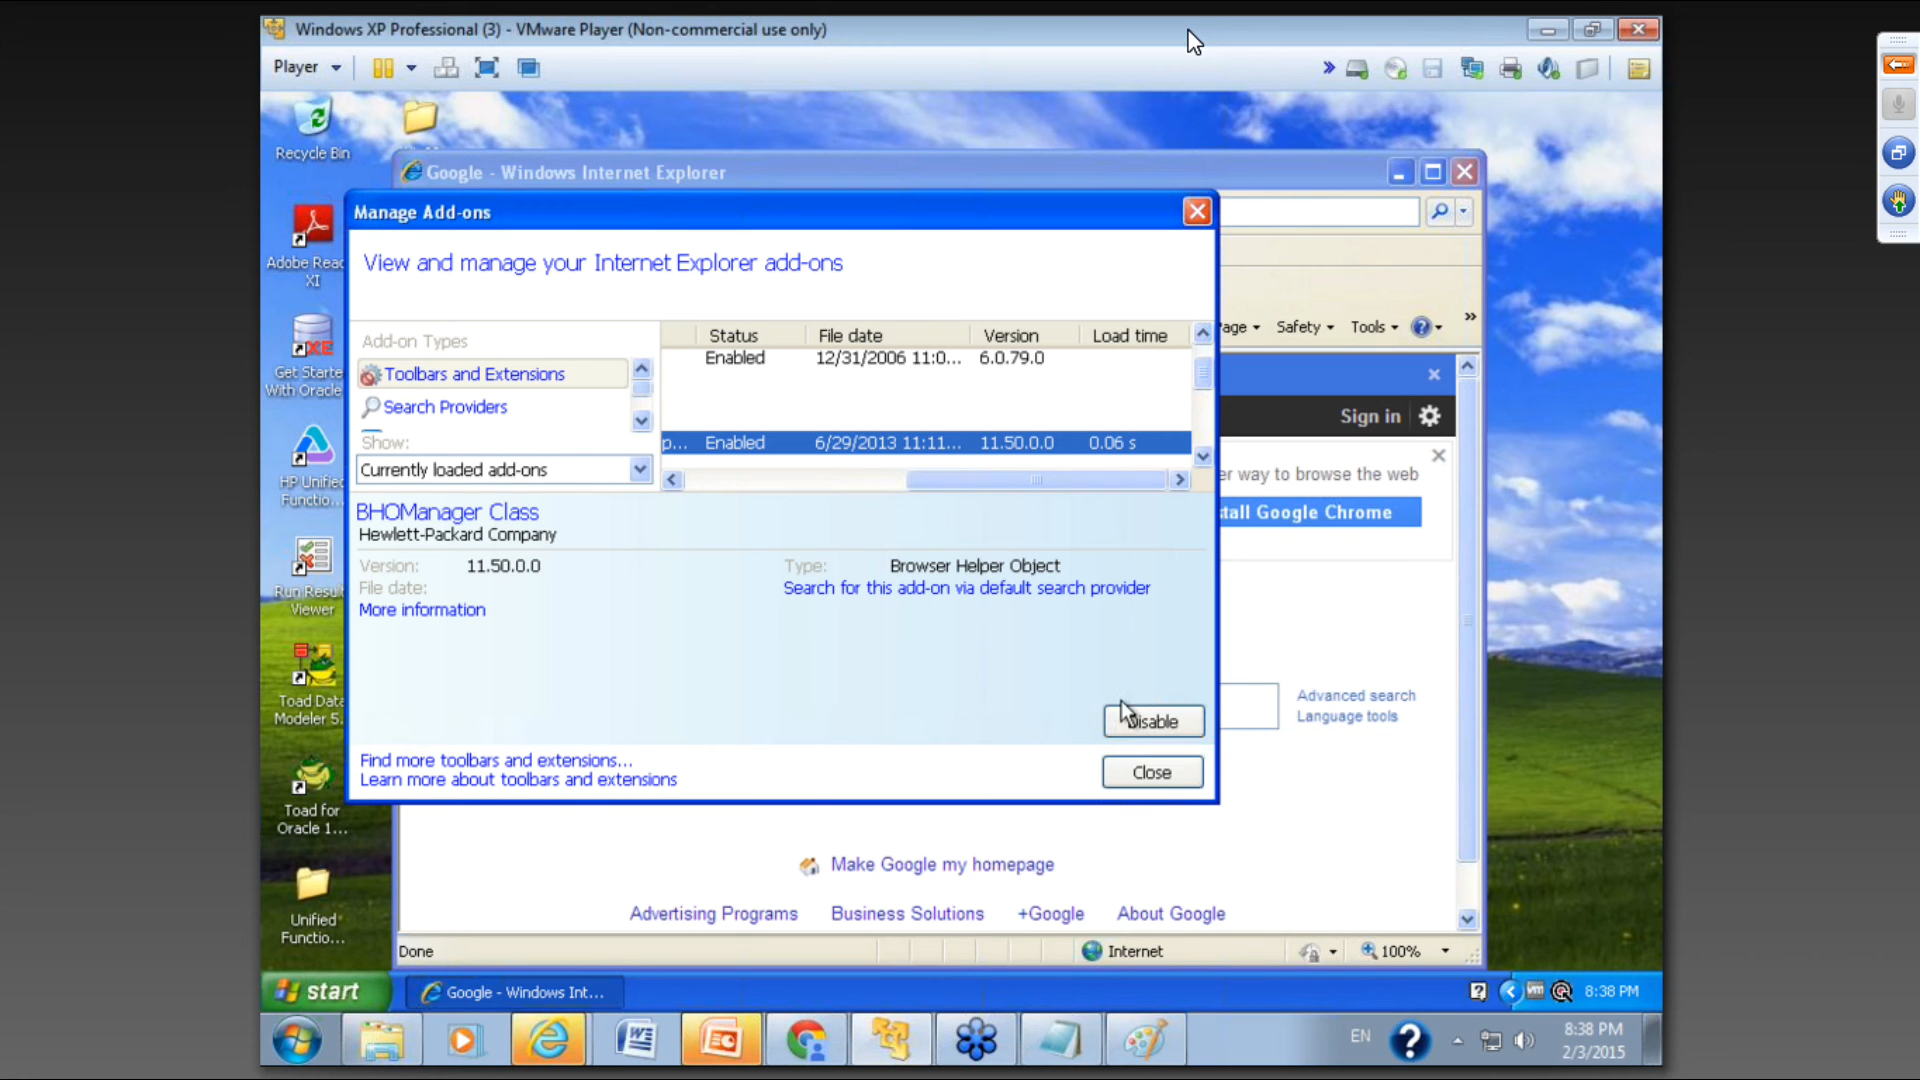 Windows XP Professional (3) - VMware Player (Non-commercial use only)
Player
Recycle Bin
Google - Windows Internet Explorer
Manage Add-ons
View and manage your Internet Explorer add-ons
Adobe Rea
XI
Add-on Types
Status File date Version Load time
Enabled 12/31/2006 11:0... 6.0.79.0
Toolbars and Extensions
Search Providers
Show:
p... Enabled 6/29/2013 11:11... 11.50.0.0 0.06 s
Currently loaded add-ons
age Safety Tools
Sign in
er way to browse the web
tall Google Chrome
Get Starte
With Oracle
HP Unifie
Functio...
BHOManager Class
Hewlett-Packard Company
Version: 11.50.0.0 Type: Browser Helper Object
File date: Search for this add-on via default search provider
More information
Run Resu
Viewer
Toad Data
Modeler 5.
Disable
Advanced search
Language tools
Find more toolbars and extensions...
Learn more about toolbars and extensions
Close
Toad for
Oracle 1...
Make Google my homepage
Unified
Functio...
Advertising Programs Business Solutions +Google About Google
Done Internet 100%
start Google - Windows Int... 8:38 PM
EN 8:38 PM
2/3/2015